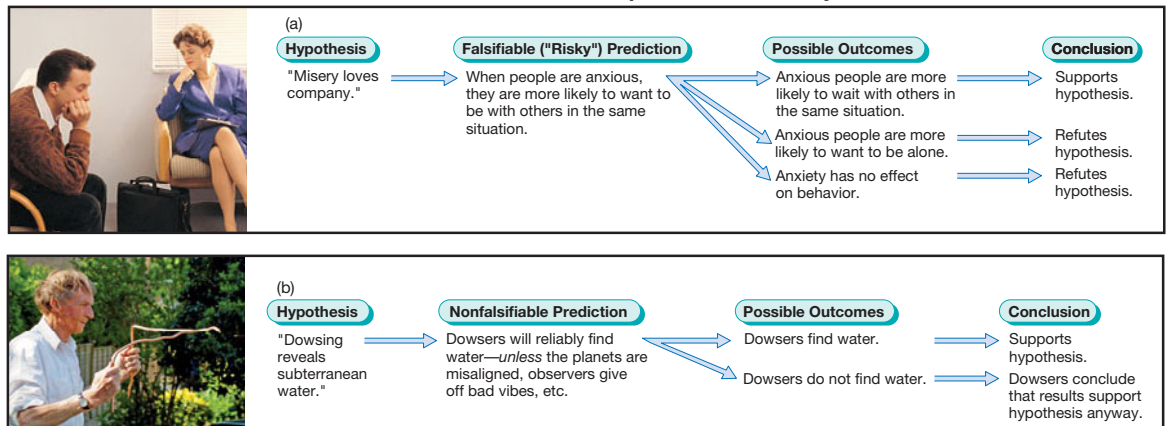 (a)
Hypothesis
Falsifiable ("Risky") Prediction
Possible Outcomes
Conclusion
"Misery loves
company."
When people are anxious,
they are more likely to want to
be with others in the same
situation.
Anxious people are more
likely to wait with others in
the same situation.
Supports
hypothesis.
Anxious people are more
likely to want to be alone.
Refutes
hypothesis.
Anxiety has no effect
on behavior.
Refutes
hypothesis.
(b)
Hypothesis
Nonfalsifiable Prediction
Possible Outcomes
Conclusion
"Dowsing
reveals
subterranean
water."
Dowsers will reliably find
water—unless the planets are
misaligned, observers give
off bad vibes, etc.
Dowsers find water.
Supports
hypothesis.
Dowsers do not find water.
Dowsers conclude
that results support
hypothesis anyway.